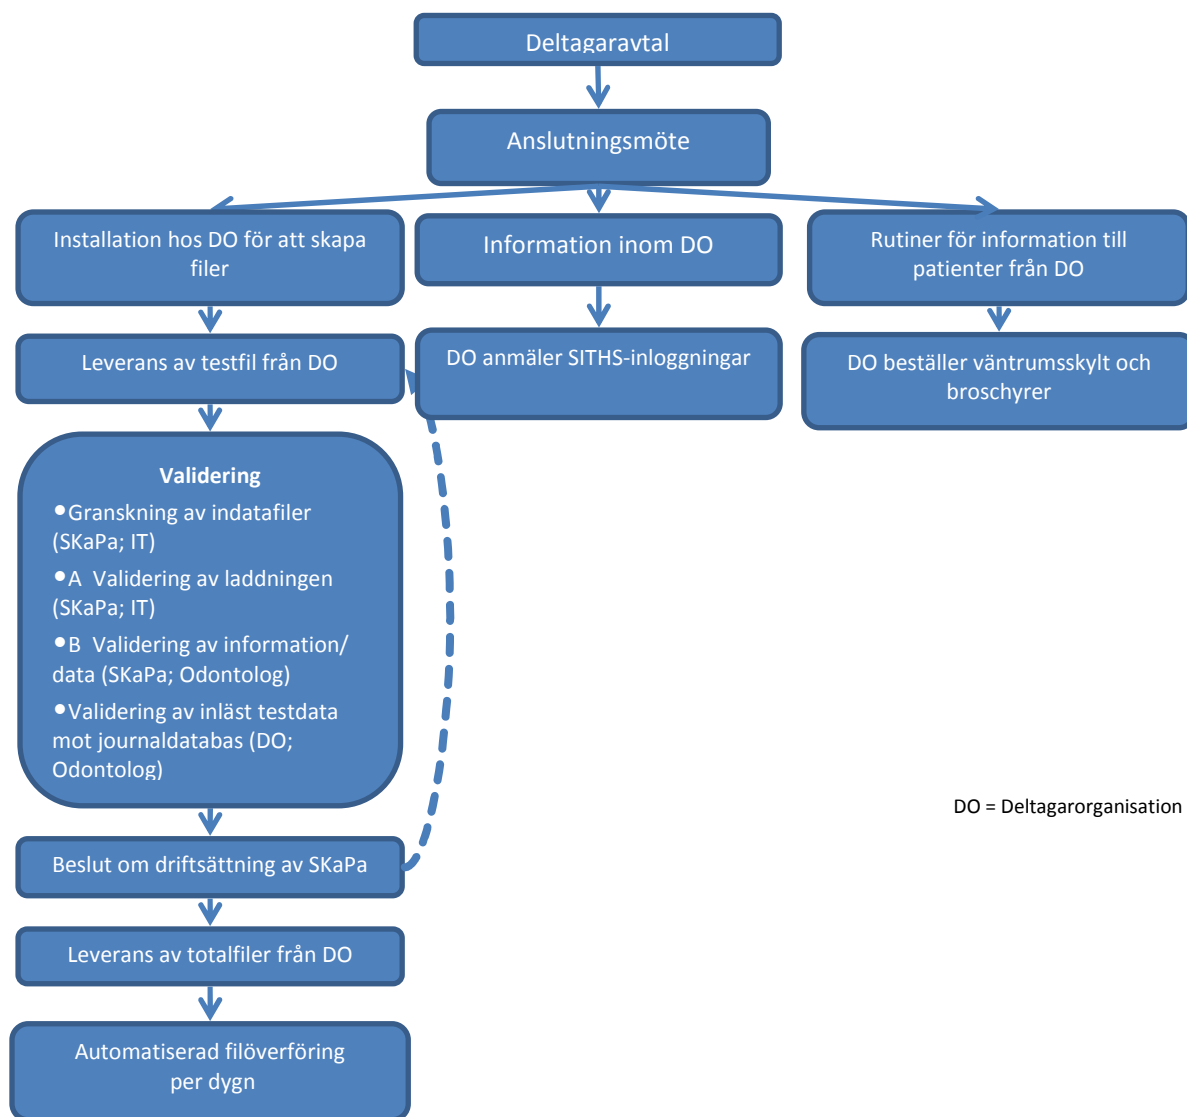 Deltagaravtal
Anslutningsmöte
Installation hos DO för att skapa
filer
Information inom DO
Rutiner för information till
patienter från DO
Leverans av testfil från DO
DO anmäler SITHS-inloggningar
DO beställer väntrumsskylt och
broschyrer
Validering
•Granskning av indatafiler
(SKaPa; IT)
•A Validering av laddningen
(SKaPa; IT)
•B Validering av information/
data (SKaPa; Odontolog)
•Validering av inläst testdata
mot journaldatabas (DO;
Odontolog)
DO = Deltagarorganisation
Beslut om driftsättning av SKaPa
Leverans av totalfiler från DO
Automatiserad filöverföring
per dygn